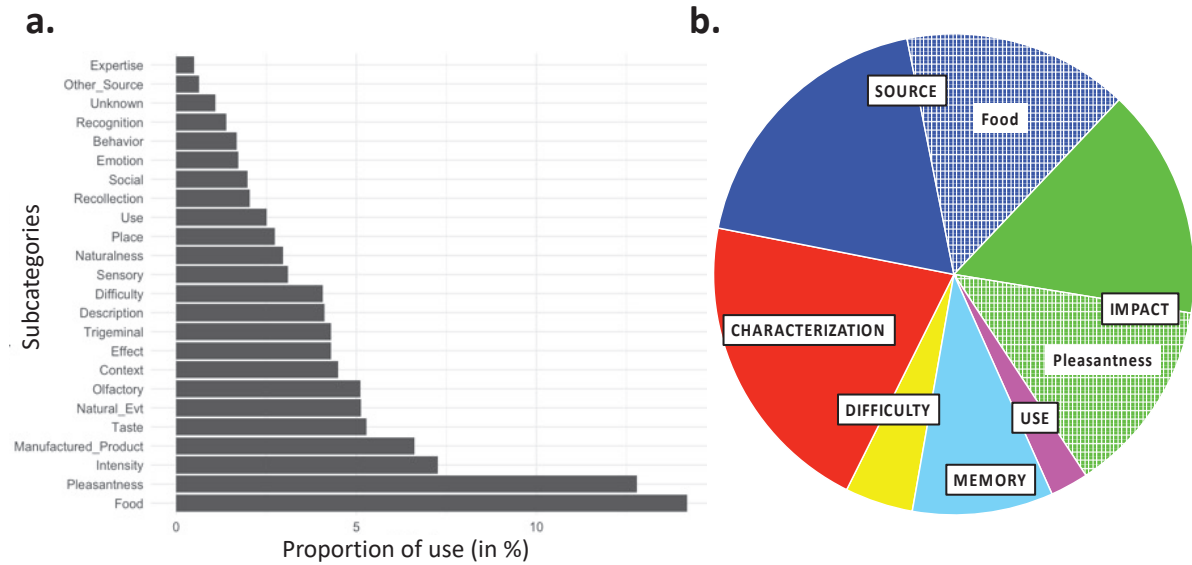 a.
Subcategories
Expertise
Other_Source
Unknown
Recognition
Behavior
Emotion
Social
Recollection
Use
Place
Naturalness
Sensory
Difficulty
Description
Trigeminal
Effect
Context
Olfactory
Natural_Evt
Taste
Manufactured_Product
Intensity
Pleasantness
Food
0 5 10
Proportion of use (in %)
b.
SOURCE
Food
IMPACT
CHARACTERIZATION
Pleasantness
DIFFICULTY
USE
MEMORY